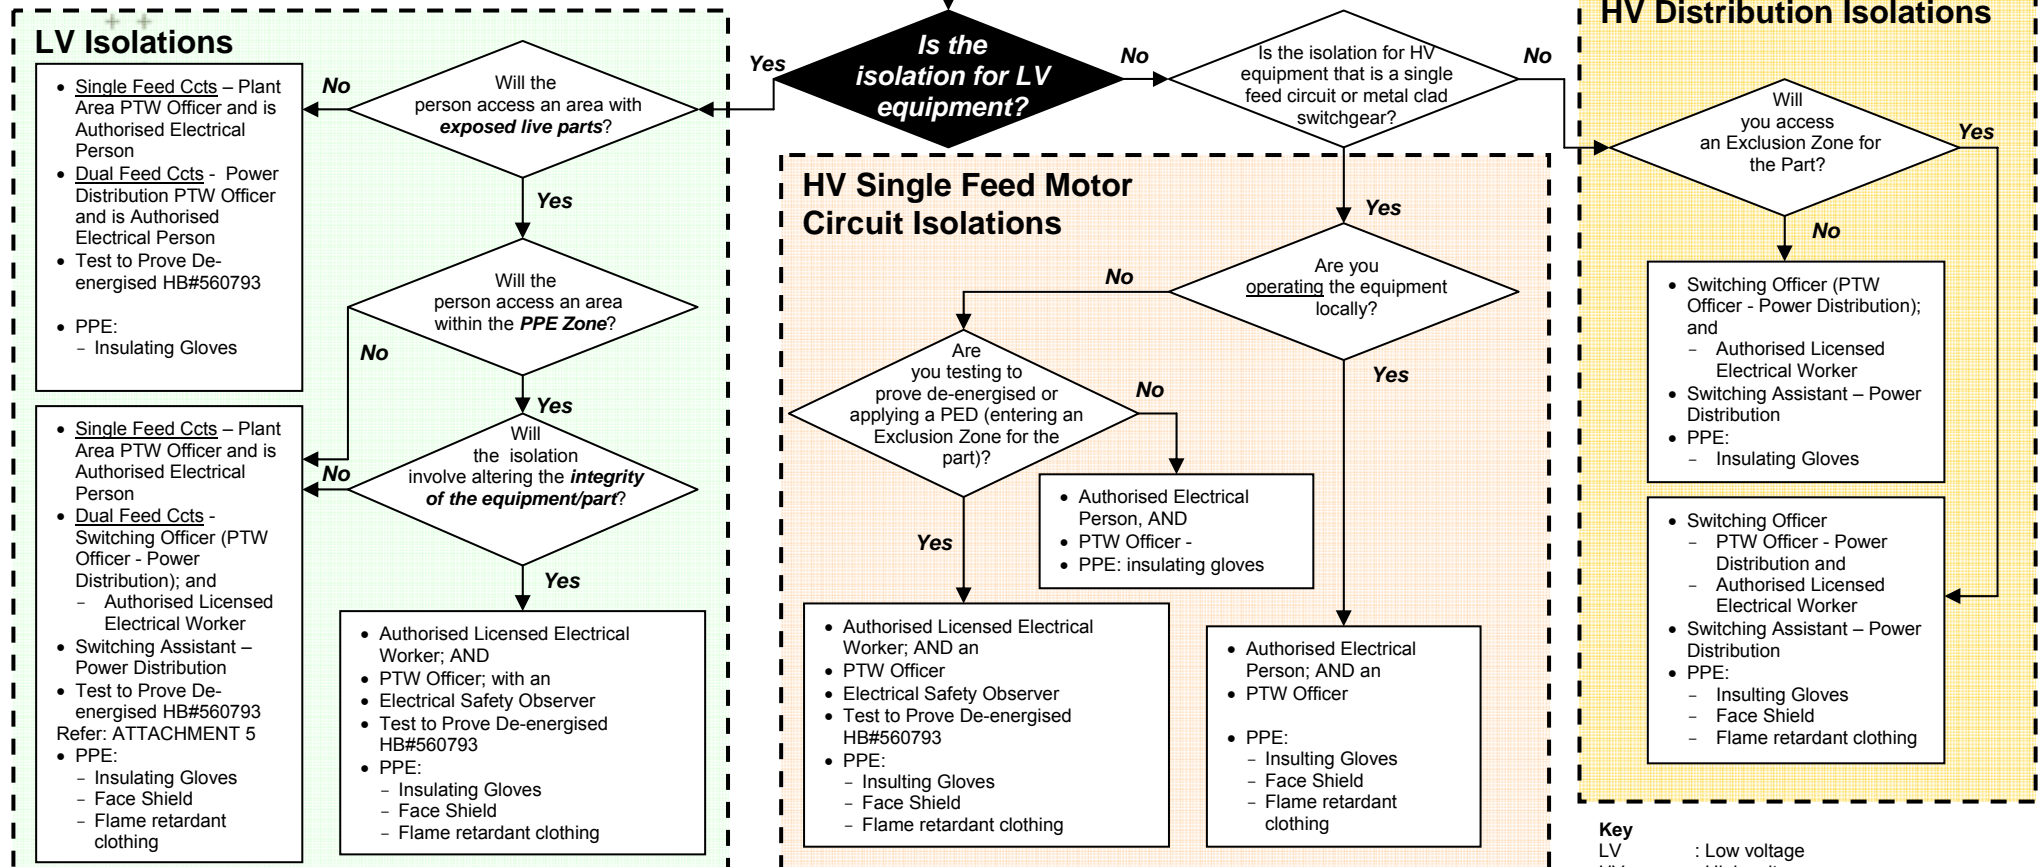 LV Isolations
• Single Feed Ccts – Plant
Area PTW Officer and is
Authorised Electrical
Person
• Dual Feed Ccts - Power
Distribution PTW Officer
and is Authorised
Electrical Person
• Test to Prove De-
energised HB#560793
• PPE:
− Insulating Gloves
• Single Feed Ccts – Plant
Area PTW Officer and is
Authorised Electrical
Person
• Dual Feed Ccts -
Switching Officer (PTW
Officer - Power
Distribution); and
− Authorised Licensed
Electrical Worker
• Switching Assistant –
Power Distribution
• Test to Prove De-
energised HB#560793
Refer: ATTACHMENT 5
• PPE:
− Insulating Gloves
− Face Shield
− Flame retardant
clothing
No
Will the
person access an area with
exposed live parts?
Yes
Will the
person access an area
within the PPE Zone?
No
Yes
Will
the isolation
involve altering the integrity
of the equipment/part?
No
Yes
• Authorised Licensed Electrical
Worker; AND
• PTW Officer; with an
• Electrical Safety Observer
• Test to Prove De-energised
HB#560793
• PPE:
− Insulating Gloves
− Face Shield
− Flame retardant clothing
Yes
Is the
isolation for LV
equipment?
No
Is the isolation for HV
equipment that is a single
feed circuit or metal clad
switchgear?
No
HV Single Feed Motor
Circuit Isolations
Yes
Are you
operating the equipment
locally?
No
Yes
Are
you testing to
prove de-energised or
applying a PED (entering an
Exclusion Zone for the
part)?
No
• Authorised Electrical
Person, AND
• PTW Officer -
• PPE: insulating gloves
Yes
• Authorised Licensed Electrical
Worker; AND an
• PTW Officer
• Electrical Safety Observer
• Test to Prove De-energised
HB#560793
• PPE:
− Insulting Gloves
− Face Shield
− Flame retardant clothing
• Authorised Electrical
Person; AND an
• PTW Officer
• PPE:
− Insulting Gloves
− Face Shield
− Flame retardant
clothing
HV Distribution Isolations
Will
you access
an Exclusion Zone for
the Part?
Yes
No
• Switching Officer (PTW
Officer - Power Distribution);
and
− Authorised Licensed
Electrical Worker
• Switching Assistant – Power
Distribution
• PPE:
− Insulating Gloves
• Switching Officer
− PTW Officer - Power
Distribution and
− Authorised Licensed
Electrical Worker
• Switching Assistant – Power
Distribution
• PPE:
− Insulting Gloves
− Face Shield
− Flame retardant clothing
Key
LV : Low voltage